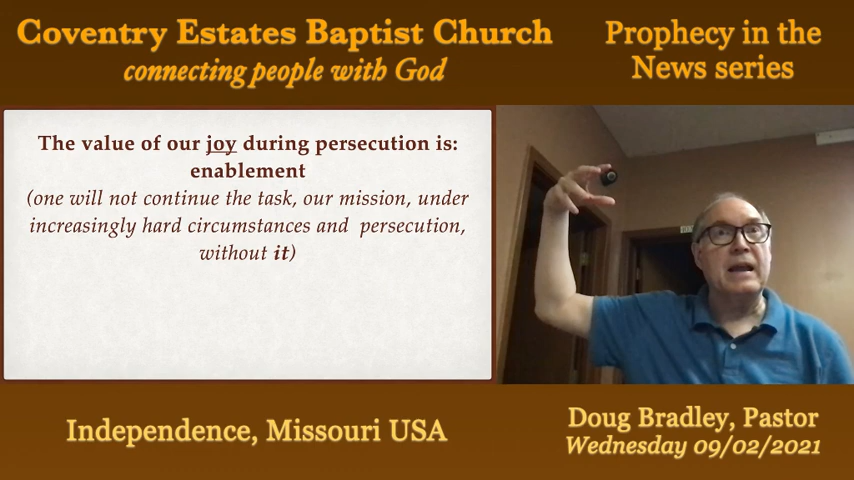 Coventry Estates Baptist Church
connecting people with God
Prophecy in the
News series
The value of our joy during persecution is:
enablement
(one will not continue the task, our mission, under
increasingly hard circumstances and persecution,
without it)
Independence, Missouri USA
Doug Bradley, Pastor
Wednesday 09/02/2021